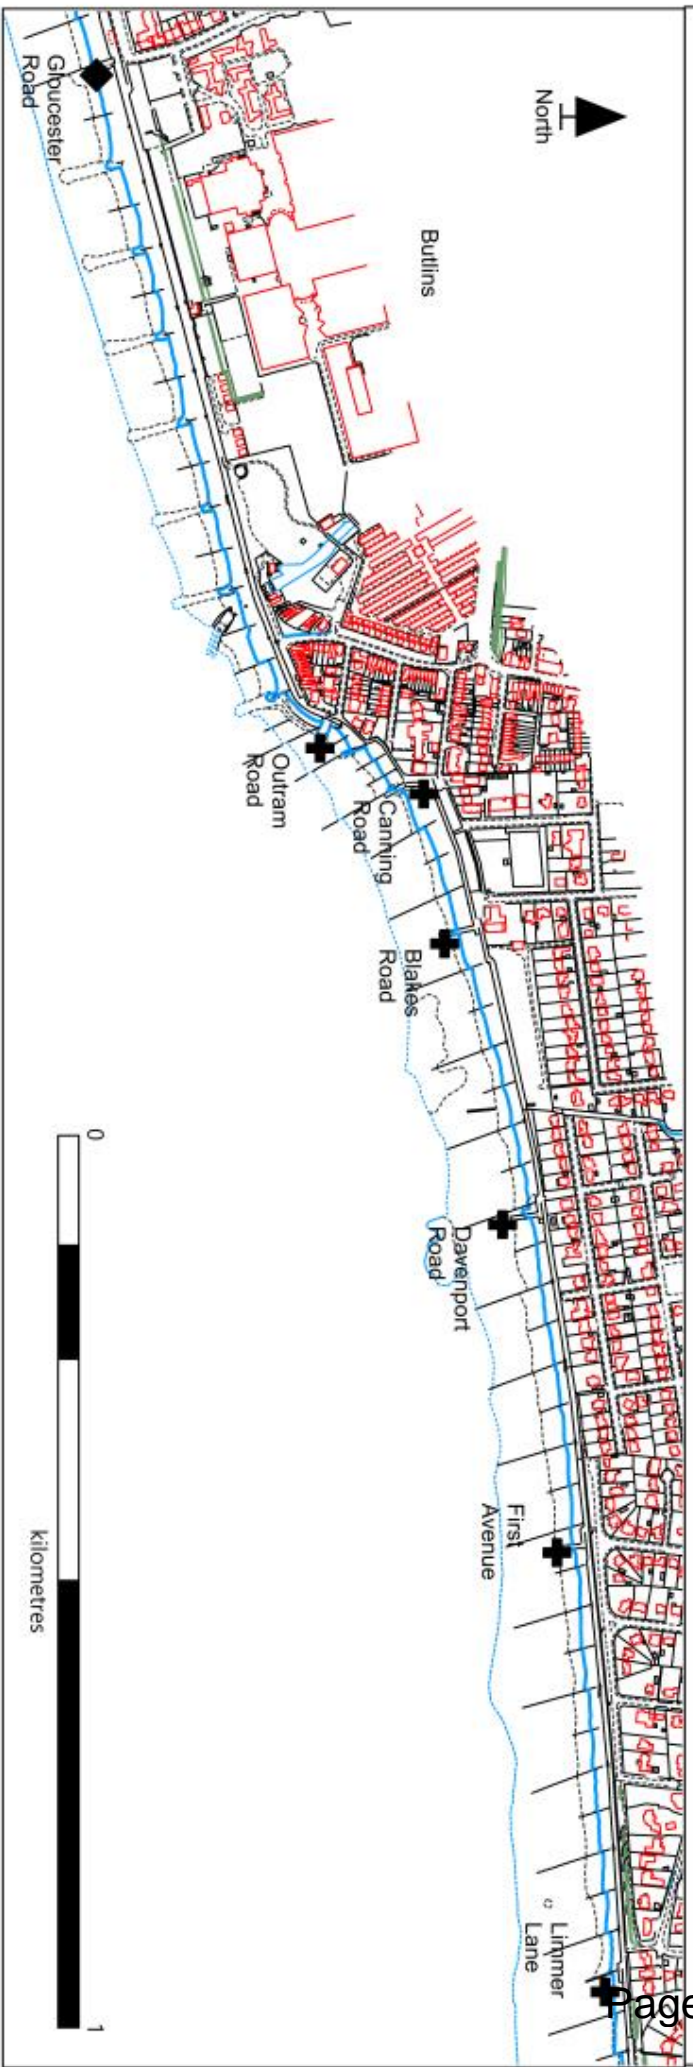 North
Butlins
Gloucester
Road
Outram
Road
Canning
Road
Blakes
Road
Davenport
Road
First
Avenue
Limmer
Lane
0
1
kilometres
Page